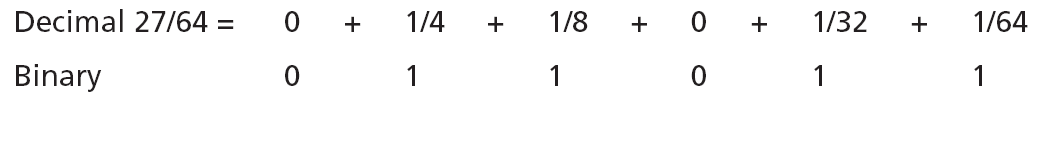 Decimal 27/64 = 0 + 1/4 + 1/8 + 0 + 1/32 + 1/64
Binary 0 1 1 0 1 1